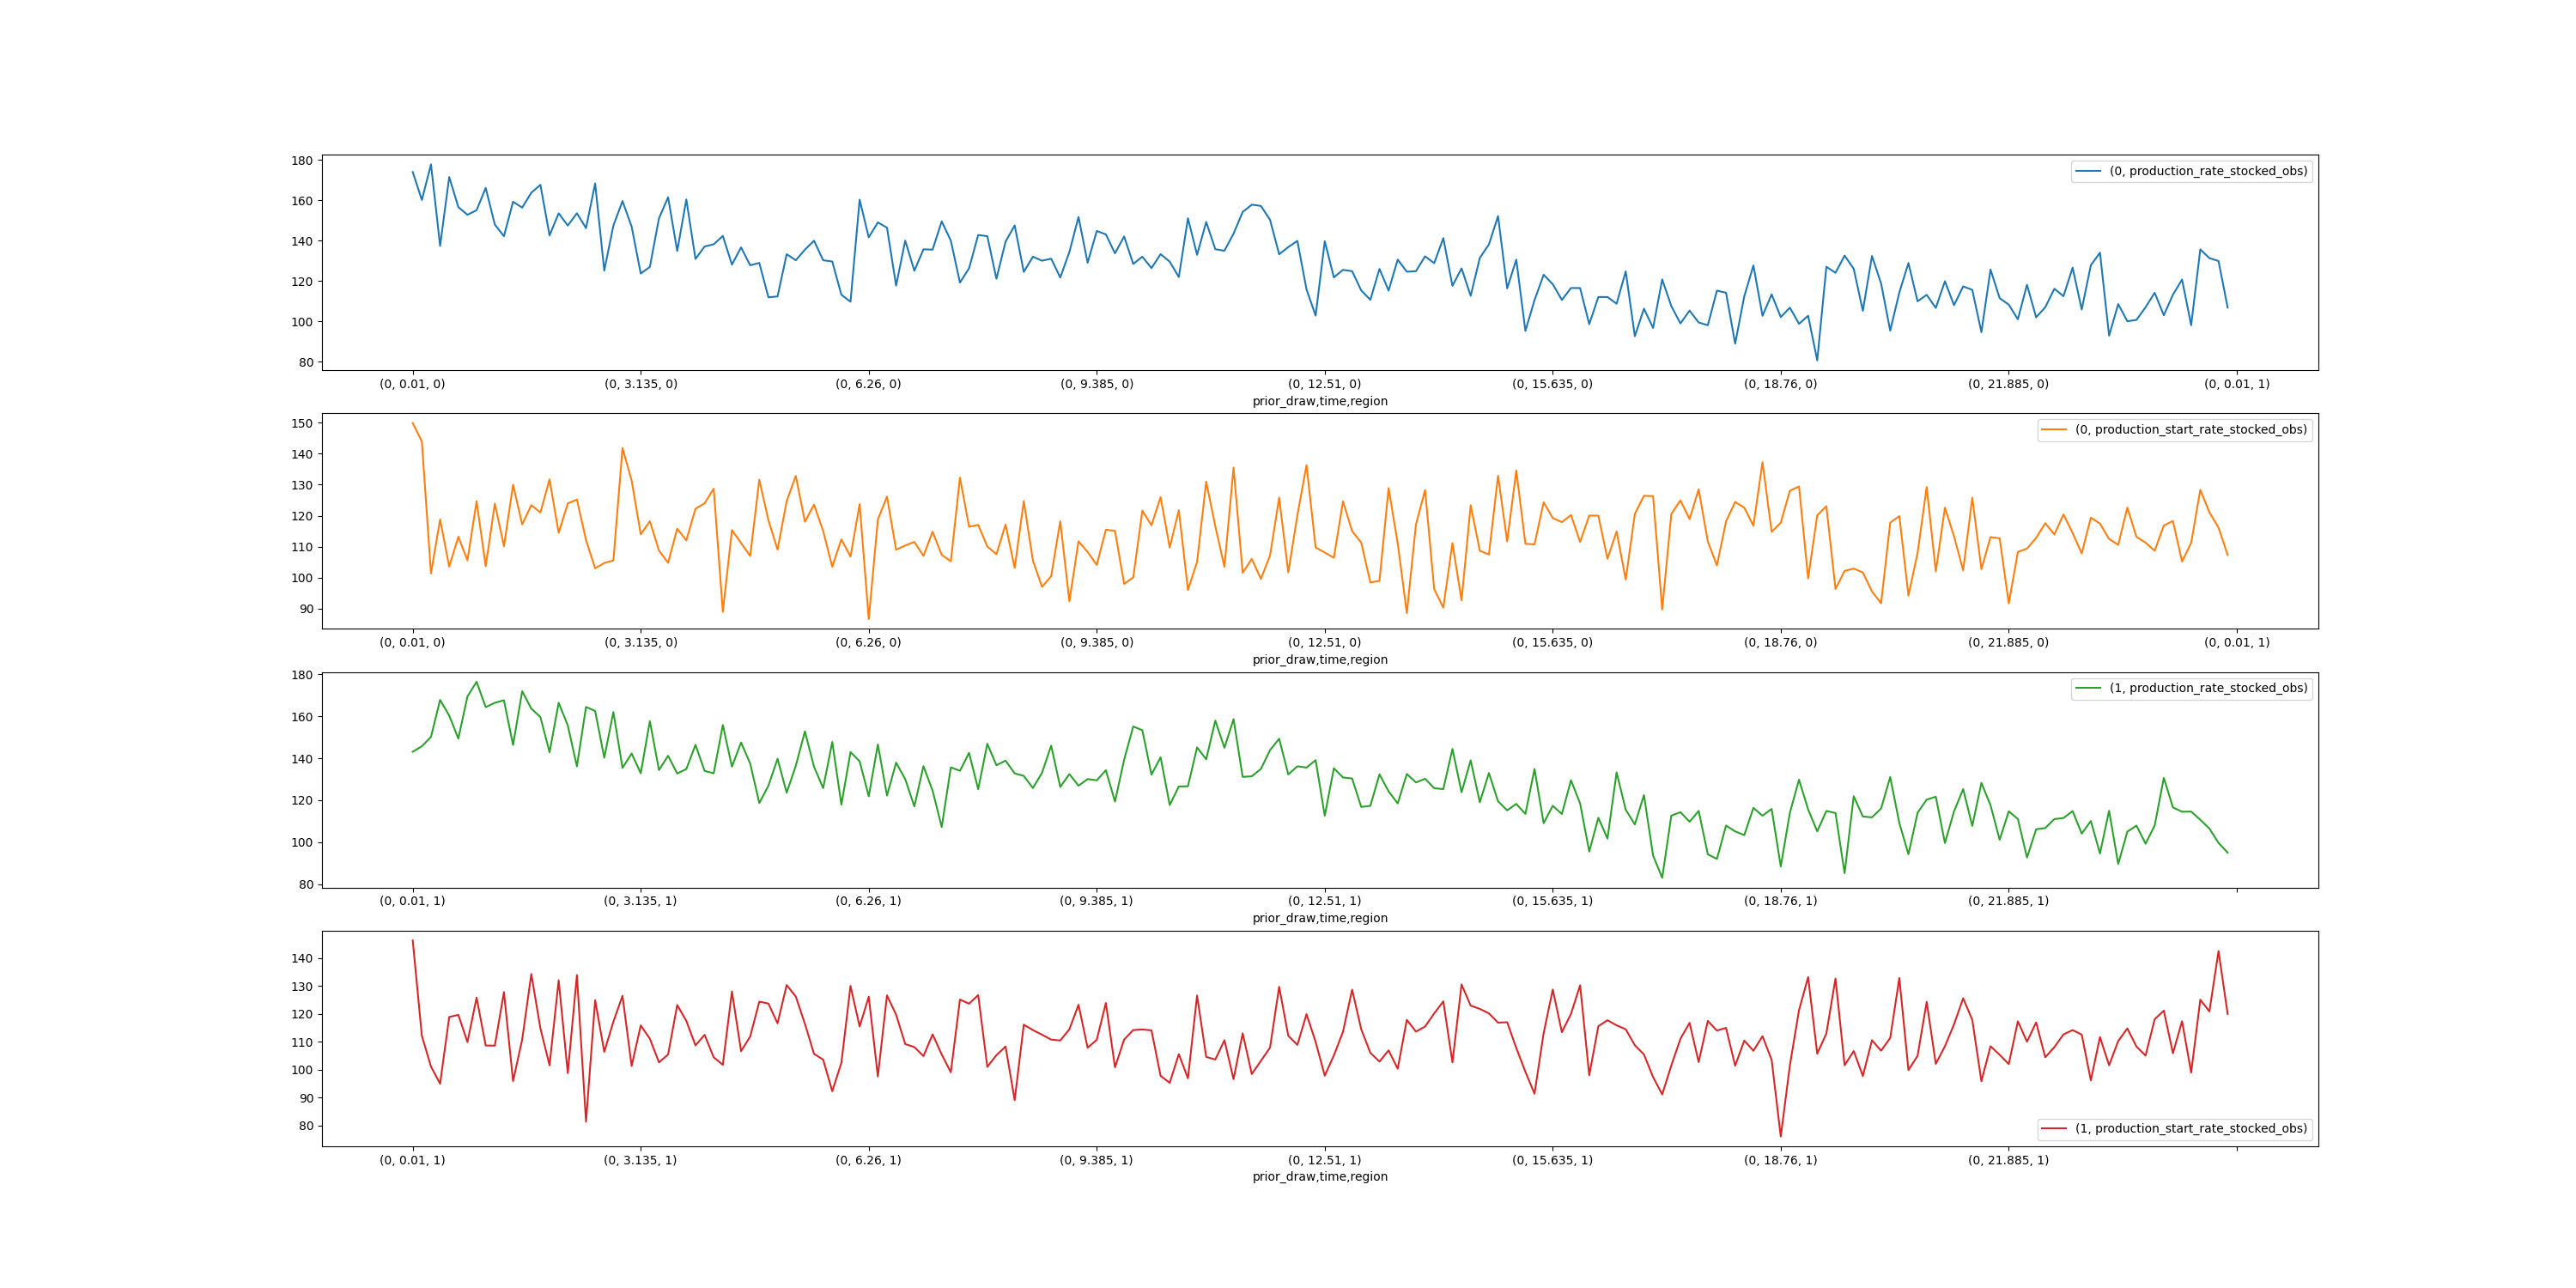 180
160
140
120
100
80
(0, production_rate_stocked_obs)
(0, 0.01, 0) (0, 3.135, 0) (0, 6.26, 0) (0, 9.385, 0) (0, 12.51, 0) (0, 15.635, 0) (0, 18.76, 0) (0, 21.885, 0) (0, 0.01, 1)
prior_draw,time,region
150
140
130
120
110
100
90
(0, production_start_rate_stocked_obs)
(0, 0.01, 0) (0, 3.135, 0) (0, 6.26, 0) (0, 9.385, 0) (0, 12.51, 0) (0, 15.635, 0) (0, 18.76, 0) (0, 21.885, 0) (0, 0.01, 1)
prior_draw,time,region
180
160
140
120
100
80
(1, production_rate_stocked_obs)
(0, 0.01, 1) (0, 3.135, 1) (0, 6.26, 1) (0, 9.385, 1) (0, 12.51, 1) (0, 15.635, 1) (0, 18.76, 1) (0, 21.885, 1)
prior_draw,time,region
140
130
120
110
100
90
80
(1, production_start_rate_stocked_obs)
(0, 0.01, 1) (0, 3.135, 1) (0, 6.26, 1) (0, 9.385, 1) (0, 12.51, 1) (0, 15.635, 1) (0, 18.76, 1) (0, 21.885, 1)
prior_draw,time,region